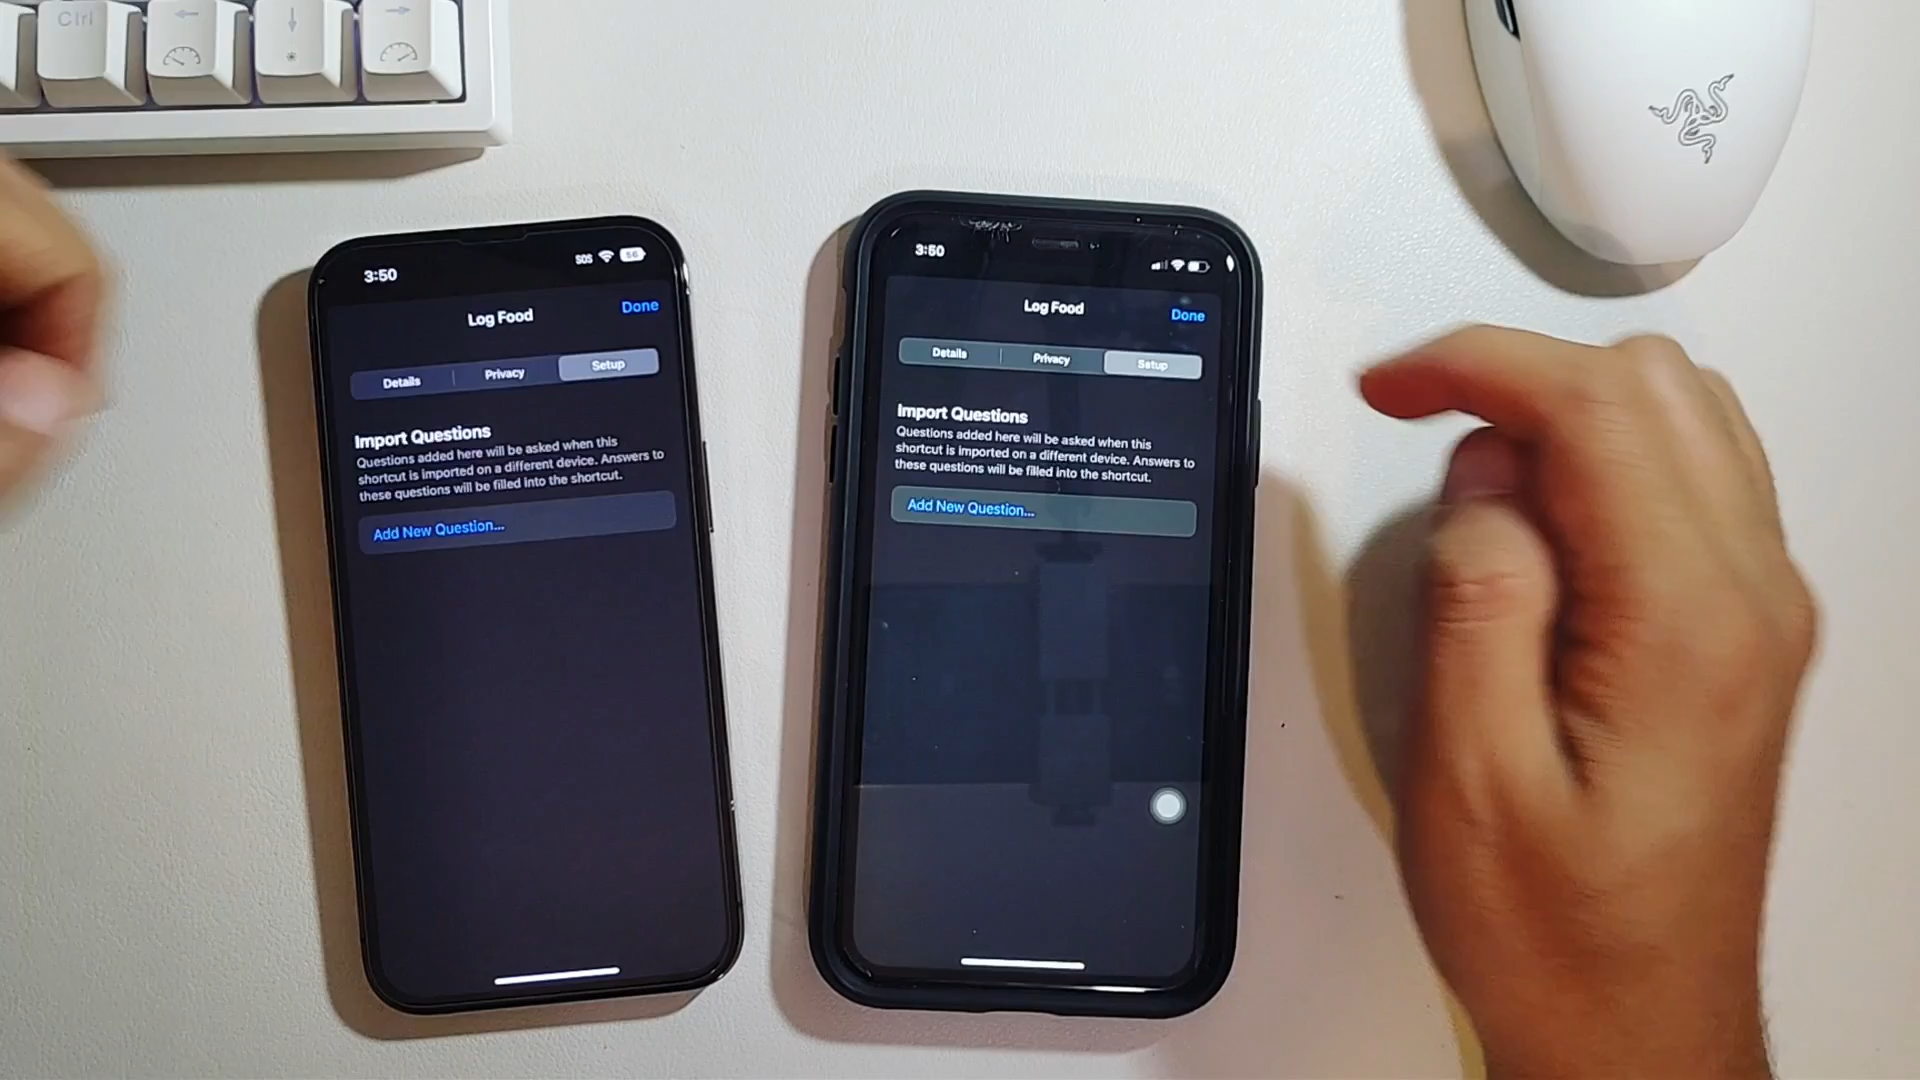 Ctrl
3:50
SOS
56
Log Food
Done
Details
Privacy
Setup
Import Questions
Questions added here will be asked when this
shortcut is imported on a different device. Answers to
these questions will be filled into the shortcut.
Add New Question...
3:50
Log Food
Done
Details
Privacy
Setup
Import Questions
Questions added here will be asked when this
shortcut is imported on a different device. Answers to
these questions will be filled into the shortcut.
Add New Question...